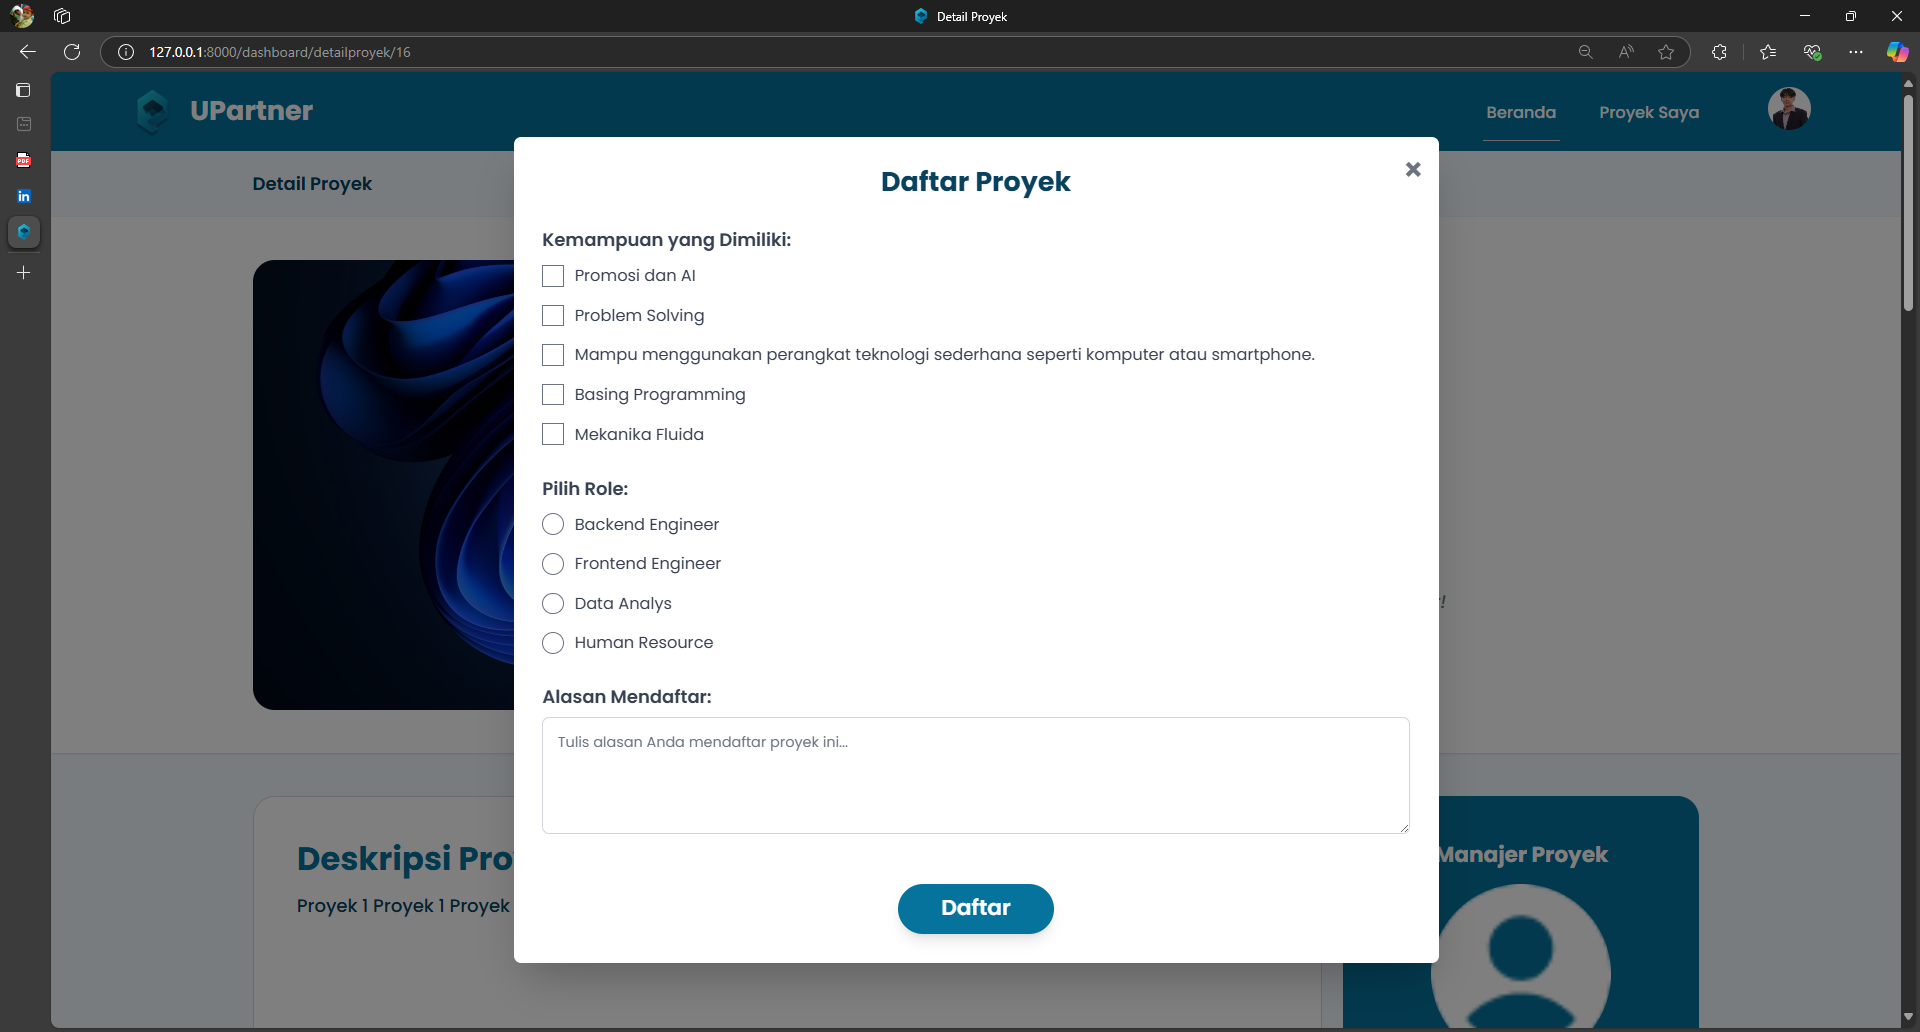 Detail Proyek
127.0.0.1:8000/dashboard/detailproyek/16
UPartner
Beranda
Proyek Saya
Detail Proyek
Daftar Proyek
Kemampuan yang Dimiliki:
Promosi dan AI
Problem Solving
Mampu menggunakan perangkat teknologi sederhana seperti komputer atau smartphone.
Basing Programming
Mekanika Fluida
Pilih Role:
Backend Engineer
Frontend Engineer
Data Analys
Human Resource
Alasan Mendaftar:
Tulis alasan Anda mendaftar proyek ini...
Daftar
Deskripsi Pro
Proyek 1 Proyek 1 Proyek
Manajer Proyek